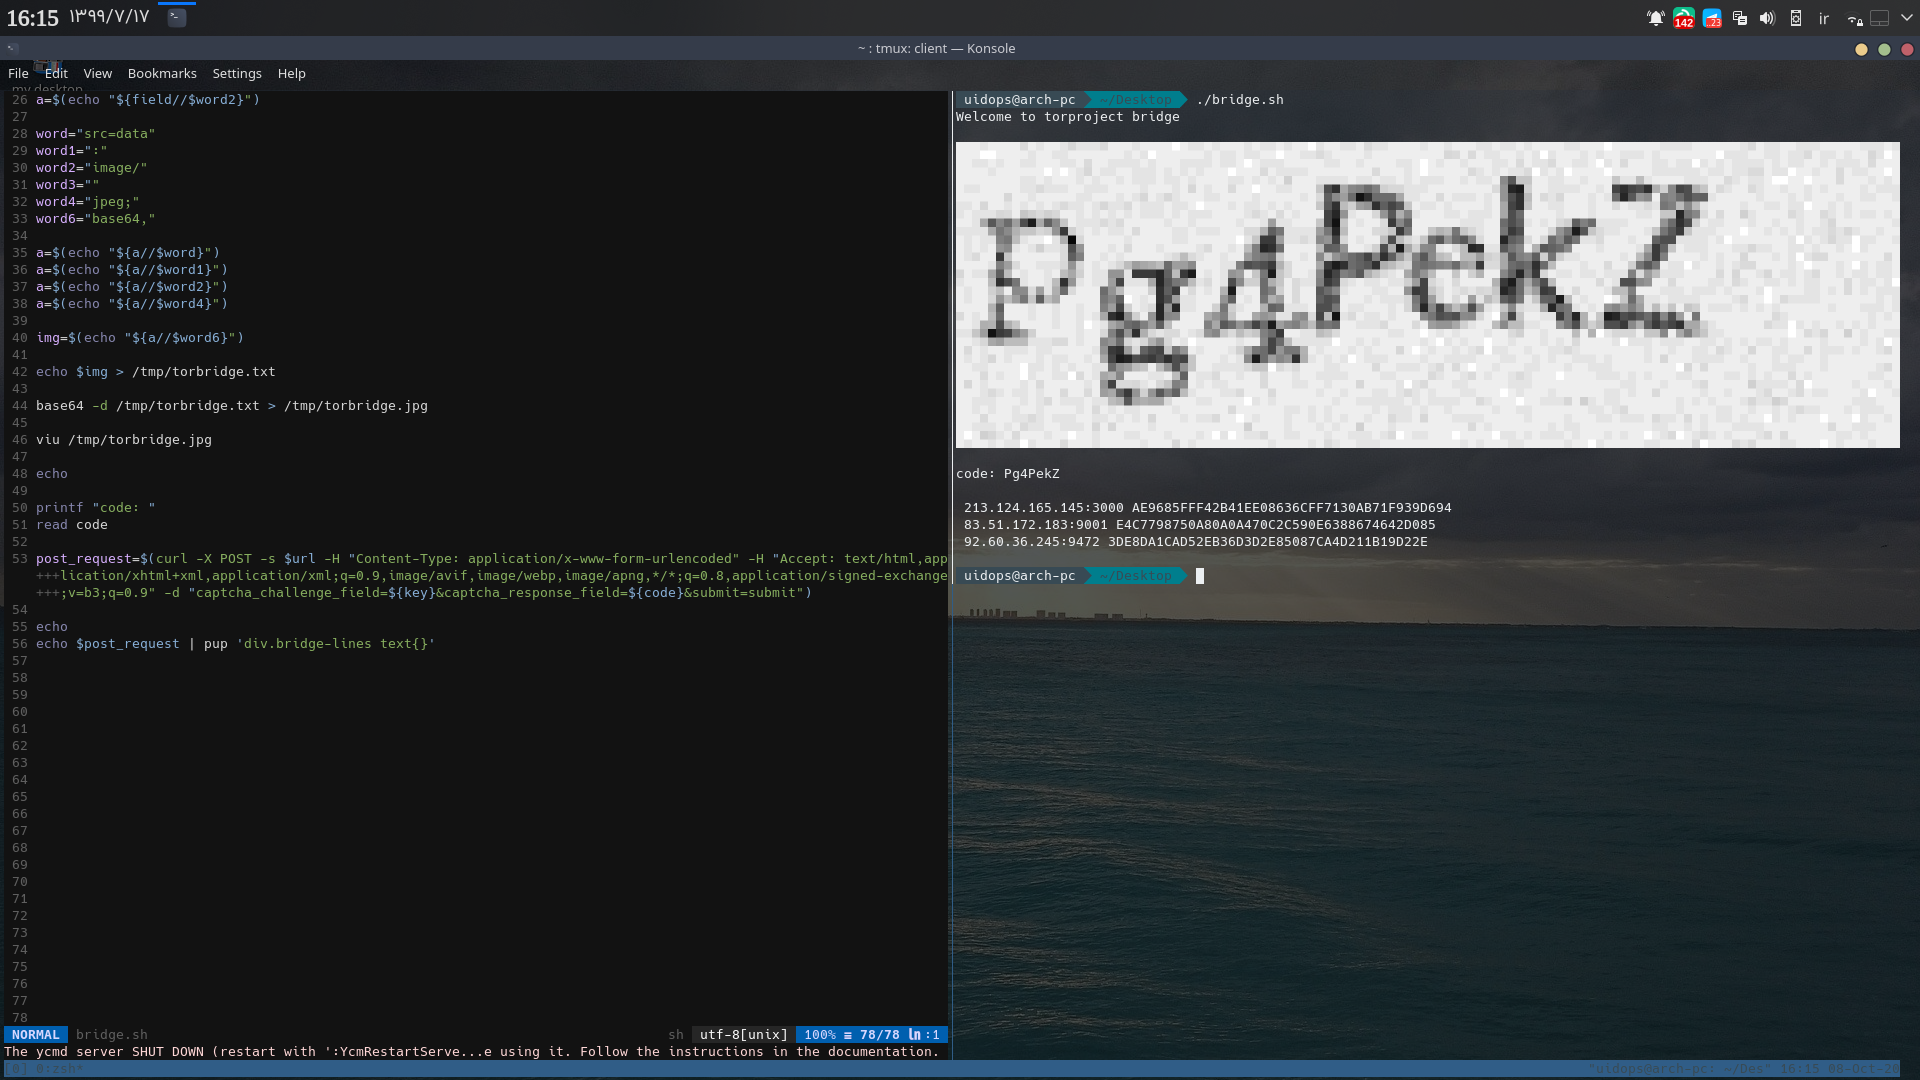 16:15 ۱۳۹۹/۷/۱۷
142
23
ir
~ : tmux: client — Konsole
File Edit View Bookmarks Settings Help
my desktop
26 a=$(echo "${field//$word2}")
27
28 word="src=data"
29 word1=":"
30 word2="image/"
31 word3=""
32 word4="jpeg;"
33 word6="base64,"
34
35 a=$(echo "${a//$word}")
36 a=$(echo "${a//$word1}")
37 a=$(echo "${a//$word2}")
38 a=$(echo "${a//$word4}")
39
40 img=$(echo "${a//$word6}")
41
42 echo $img > /tmp/torbridge.txt
43
44 base64 -d /tmp/torbridge.txt > /tmp/torbridge.jpg
45
46 viu /tmp/torbridge.jpg
47
48 echo
49
50 printf "code: "
51 read code
52
53 post_request=$(curl -X POST -s $url -H "Content-Type: application/x-www-form-urlencoded" -H "Accept: text/html,app
+++lication/xhtml+xml,application/xml;q=0.9,image/avif,image/webp,image/apng,*/*;q=0.8,application/signed-exchange
+++;v=b3;q=0.9" -d "captcha_challenge_field=${key}&captcha_response_field=${code}&submit=submit")
54
55 echo
56 echo $post_request | pup 'div.bridge-lines text{}'
57
58
59
60
61
62
63
64
65
66
67
68
69
70
71
72
73
74
75
76
77
78
NORMAL bridge.sh sh utf-8[unix] 100% ≡ 78/78 ln :1
The ycmd server SHUT DOWN (restart with ':YcmRestartServe...e using it. Follow the instructions in the documentation.
uidops@arch-pc ~/Desktop ./bridge.sh
Welcome to torproject bridge
Pg4PekZ
code: Pg4PekZ
213.124.165.145:3000 AE9685FFF42B41EE08636CFF7130AB71F939D694
83.51.172.183:9001 E4C7798750A80A0A470C2C590E6388674642D085
92.60.36.245:9472 3DE8DA1CAD52EB36D3D2E85087CA4D211B19D22E
uidops@arch-pc ~/Desktop
[0] 0:zsh* "uidops@arch-pc: ~/Des" 16:15 08-Oct-20